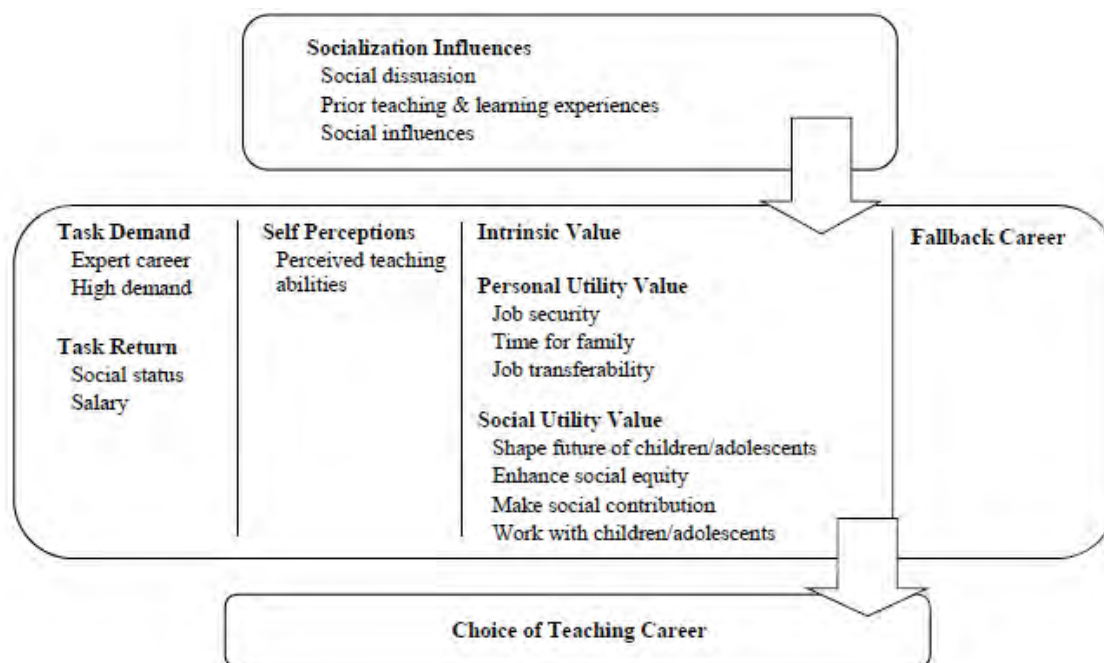 Socialization Influences
Social dissuasion
Prior teaching & learning experiences
Social influences
Task Demand
Expert career
High demand
Task Return
Social status
Salary
Self Perceptions
Perceived teaching
abilities
Intrinsic Value
Personal Utility Value
Job security
Time for family
Job transferability
Social Utility Value
Shape future of children/adolescents
Enhance social equity
Make social contribution
Work with children/adolescents
Fallback Career
Choice of Teaching Career